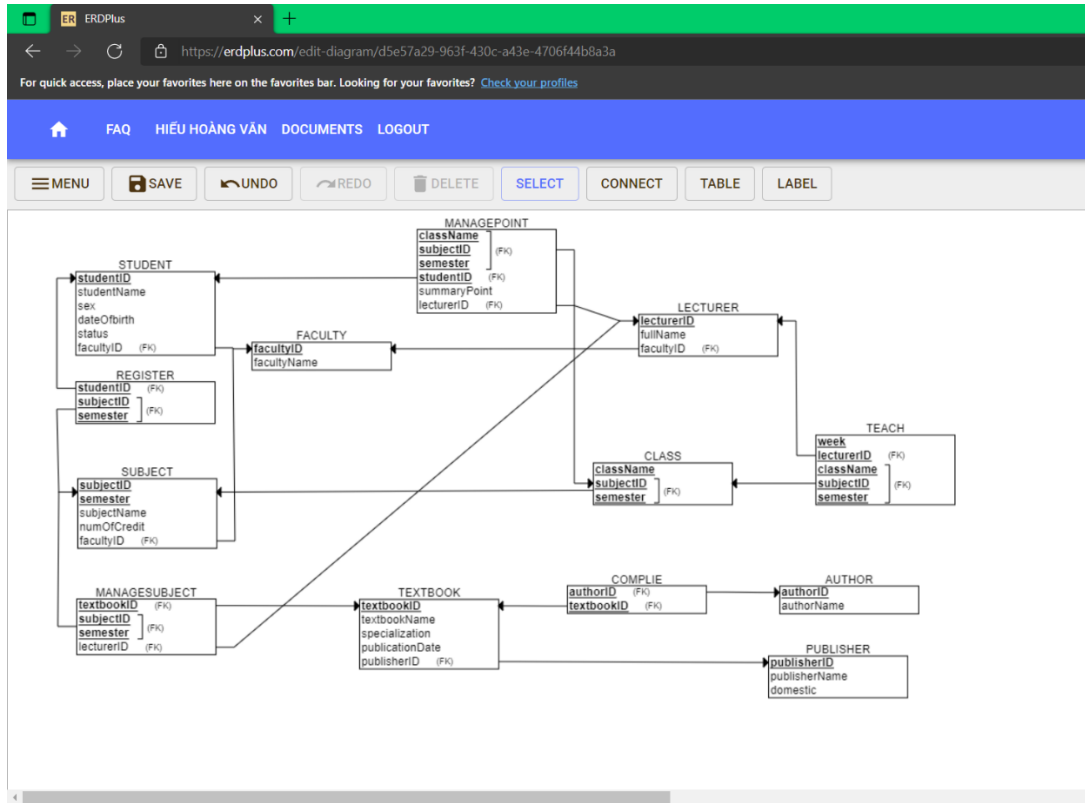 ER ERDPlus
https://erdplus.com/edit-diagram/d5e57a29-963f-430c-a43e-4706f44b8a3a
For quick access, place your favorites here on the favorites bar. Looking for your favorites? Check your profiles
FAQ HIẾU HOÀNG VĂN DOCUMENTS LOGOUT
MENU SAVE UNDO REDO DELETE SELECT CONNECT TABLE LABEL
MANAGEPOINT
className
subjectID (FK)
semester
studentID (FK)
summaryPoint
lecturerID (FK)
STUDENT
studentID
studentName
sex
dateOfbirth
status
facultyID (FK)
FACULTY
facultyID
facultyName
LECTURER
lecturerID
fullName
facultyID (FK)
REGISTER
studentID (FK)
subjectID
semester (FK)
TEACH
week
lecturerID (FK)
className
subjectID (FK)
semester
CLASS
className
subjectID
semester (FK)
SUBJECT
subjectID
semester
subjectName
numOfCredit
facultyID (FK)
MANAGESUBJECT
textbookID (FK)
subjectID
semester (FK)
lecturerID (FK)
TEXTBOOK
textbookID
textbookName
specialization
publicationDate
publisherID (FK)
COMPLIE
authorID (FK)
textbookID (FK)
AUTHOR
authorID
authorName
PUBLISHER
publisherID
publisherName
domestic